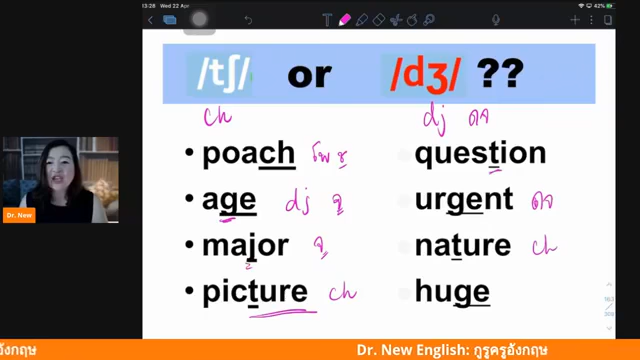 13:28 Wed 22 Apr
42%
/tʃ/ or /dʒ/ ??
ch dj ดจ
• poach โพช
question
• age dj จ
urgent ดจ
• major จ
nature ch
• picture ch
huge
Dr. New
อังกฤษ Dr. New English: กูรูครูอังกฤษ